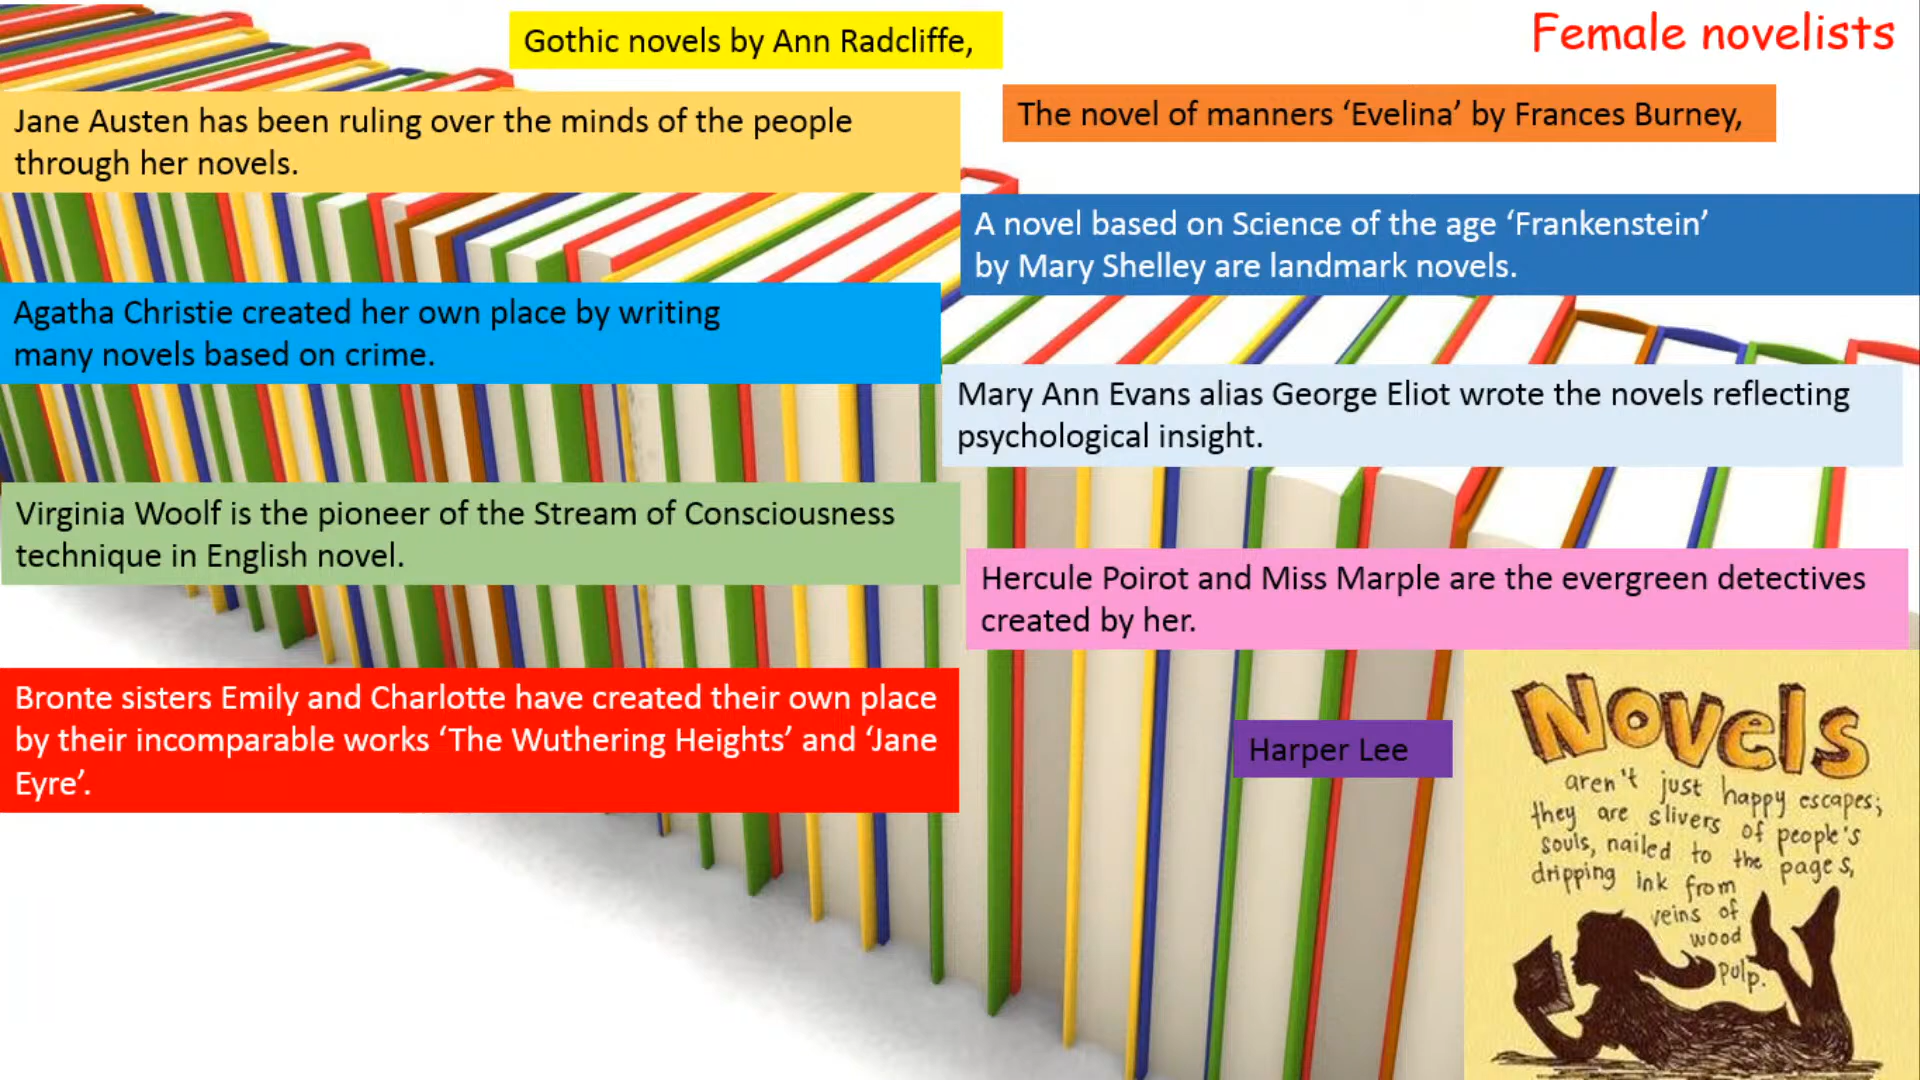 Female novelists
Gothic novels by Ann Radcliffe,
The novel of manners ‘Evelina’ by Frances Burney,
Jane Austen has been ruling over the minds of the people
through her novels.
A novel based on Science of the age ‘Frankenstein’
by Mary Shelley are landmark novels.
Agatha Christie created her own place by writing
many novels based on crime.
Mary Ann Evans alias George Eliot wrote the novels reflecting
psychological insight.
Virginia Woolf is the pioneer of the Stream of Consciousness
technique in English novel.
Hercule Poirot and Miss Marple are the evergreen detectives
created by her.
Bronte sisters Emily and Charlotte have created their own place
by their incomparable works ‘The Wuthering Heights’ and ‘Jane
Eyre’.
Harper Lee
Novels
aren't just happy escapes;
they are slivers of people's
souls, nailed to the pages,
dripping ink from
veins of
wood
pulp.